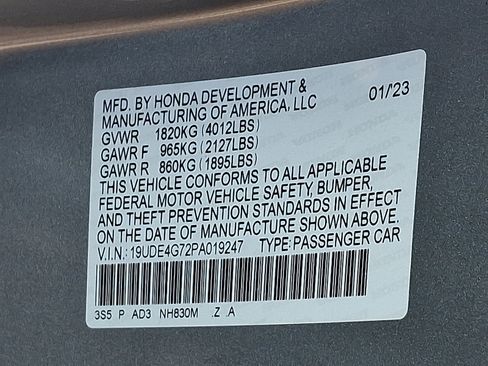 MFD. BY HONDA DEVELOPMENT &
MANUFACTURING OF AMERICA, LLC 01/'23
GVWR 1820KG (4012LBS)
GAWR F 965KG (2127LBS)
GAWR R 860KG (1895LBS)
THIS VEHICLE CONFORMS TO ALL APPLICABLE
FEDERAL MOTOR VEHICLE SAFETY, BUMPER,
AND THEFT PREVENTION STANDARDS IN EFFECT
ON THE DATE OF MANUFACTURE SHOWN ABOVE.
V.I.N.: 19UDE4G72PA019247 TYPE: PASSENGER CAR
3S5 P AD3 NH830M .Z .A